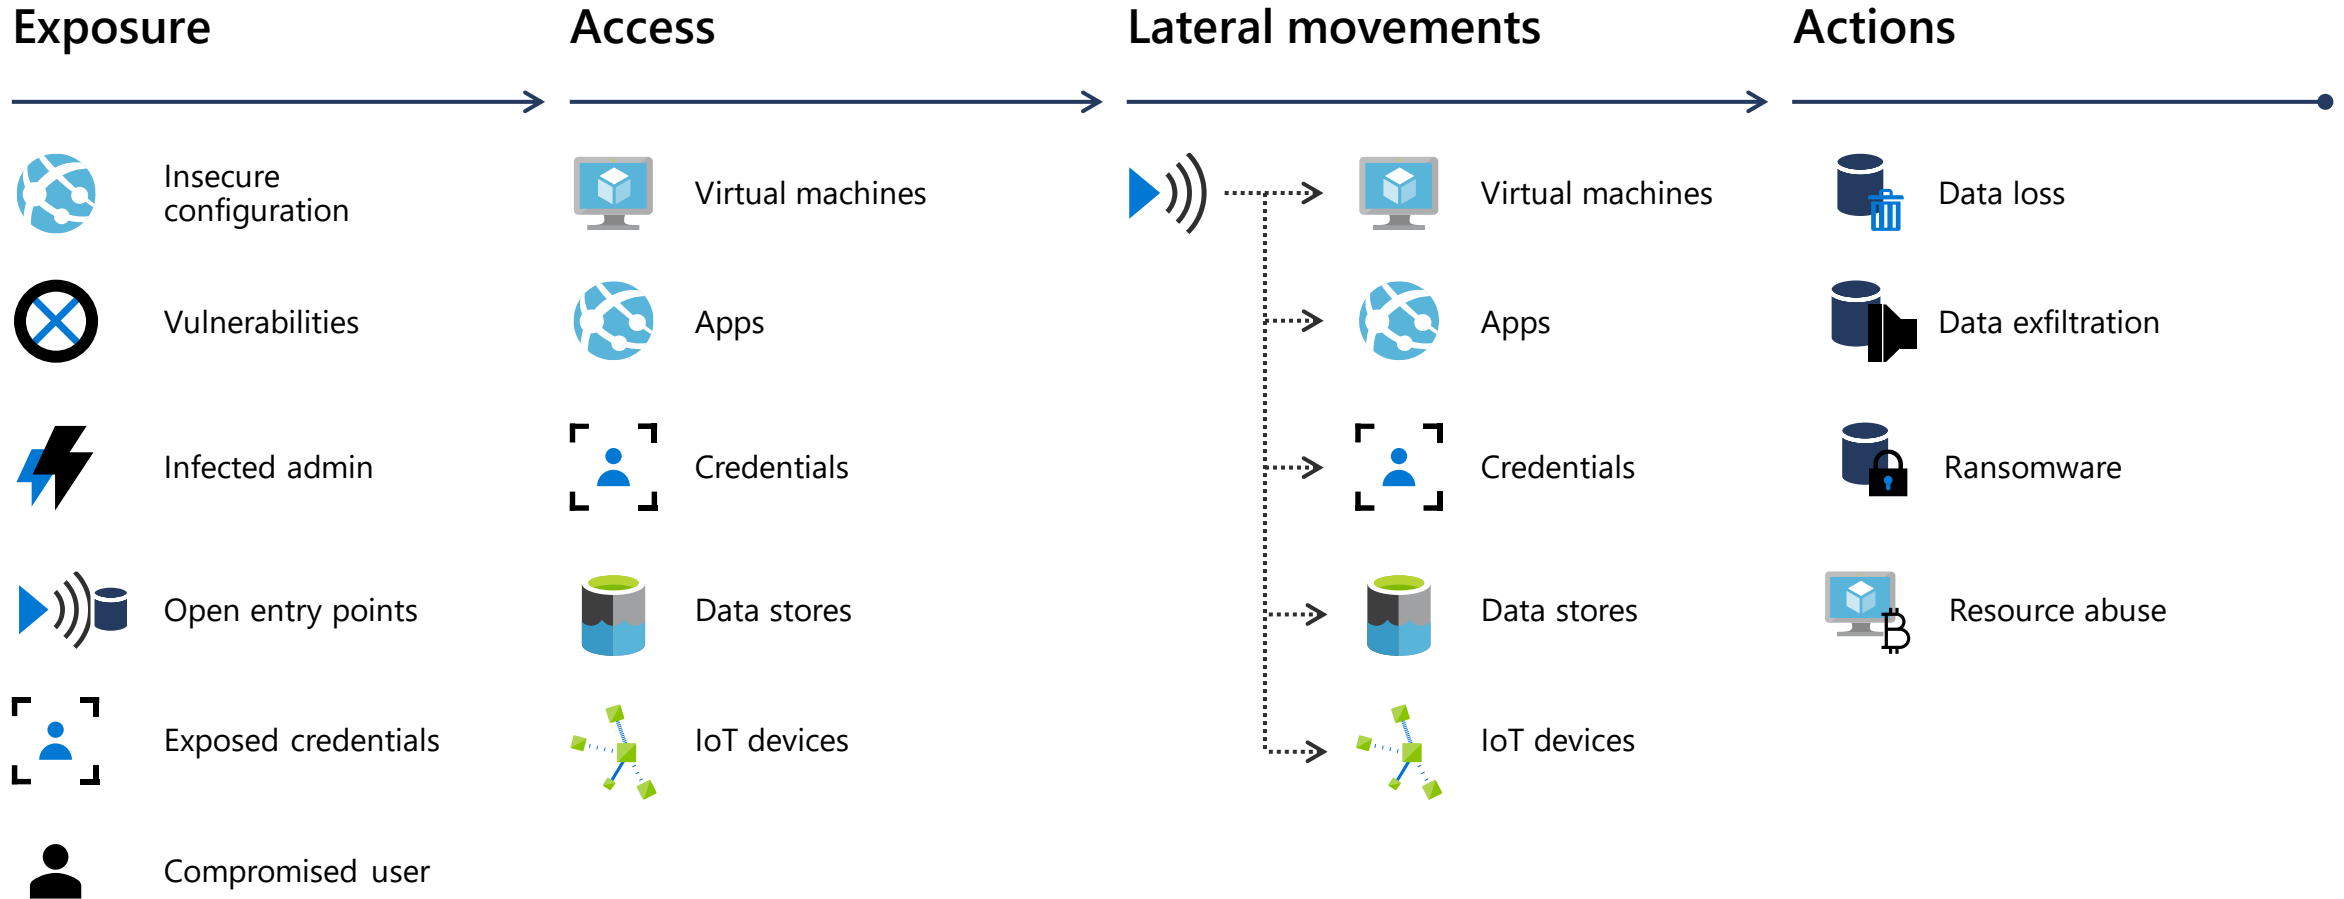 Exposure
Insecure
configuration
Vulnerabilities
Infected admin
Open entry points
Exposed credentials
Compromised user
Access
Virtual machines
Apps
Credentials
Data stores
IoT devices
Lateral movements
Virtual machines
Apps
Credentials
Data stores
IoT devices
Actions
Data loss
Data exfiltration
Ransomware
Resource abuse